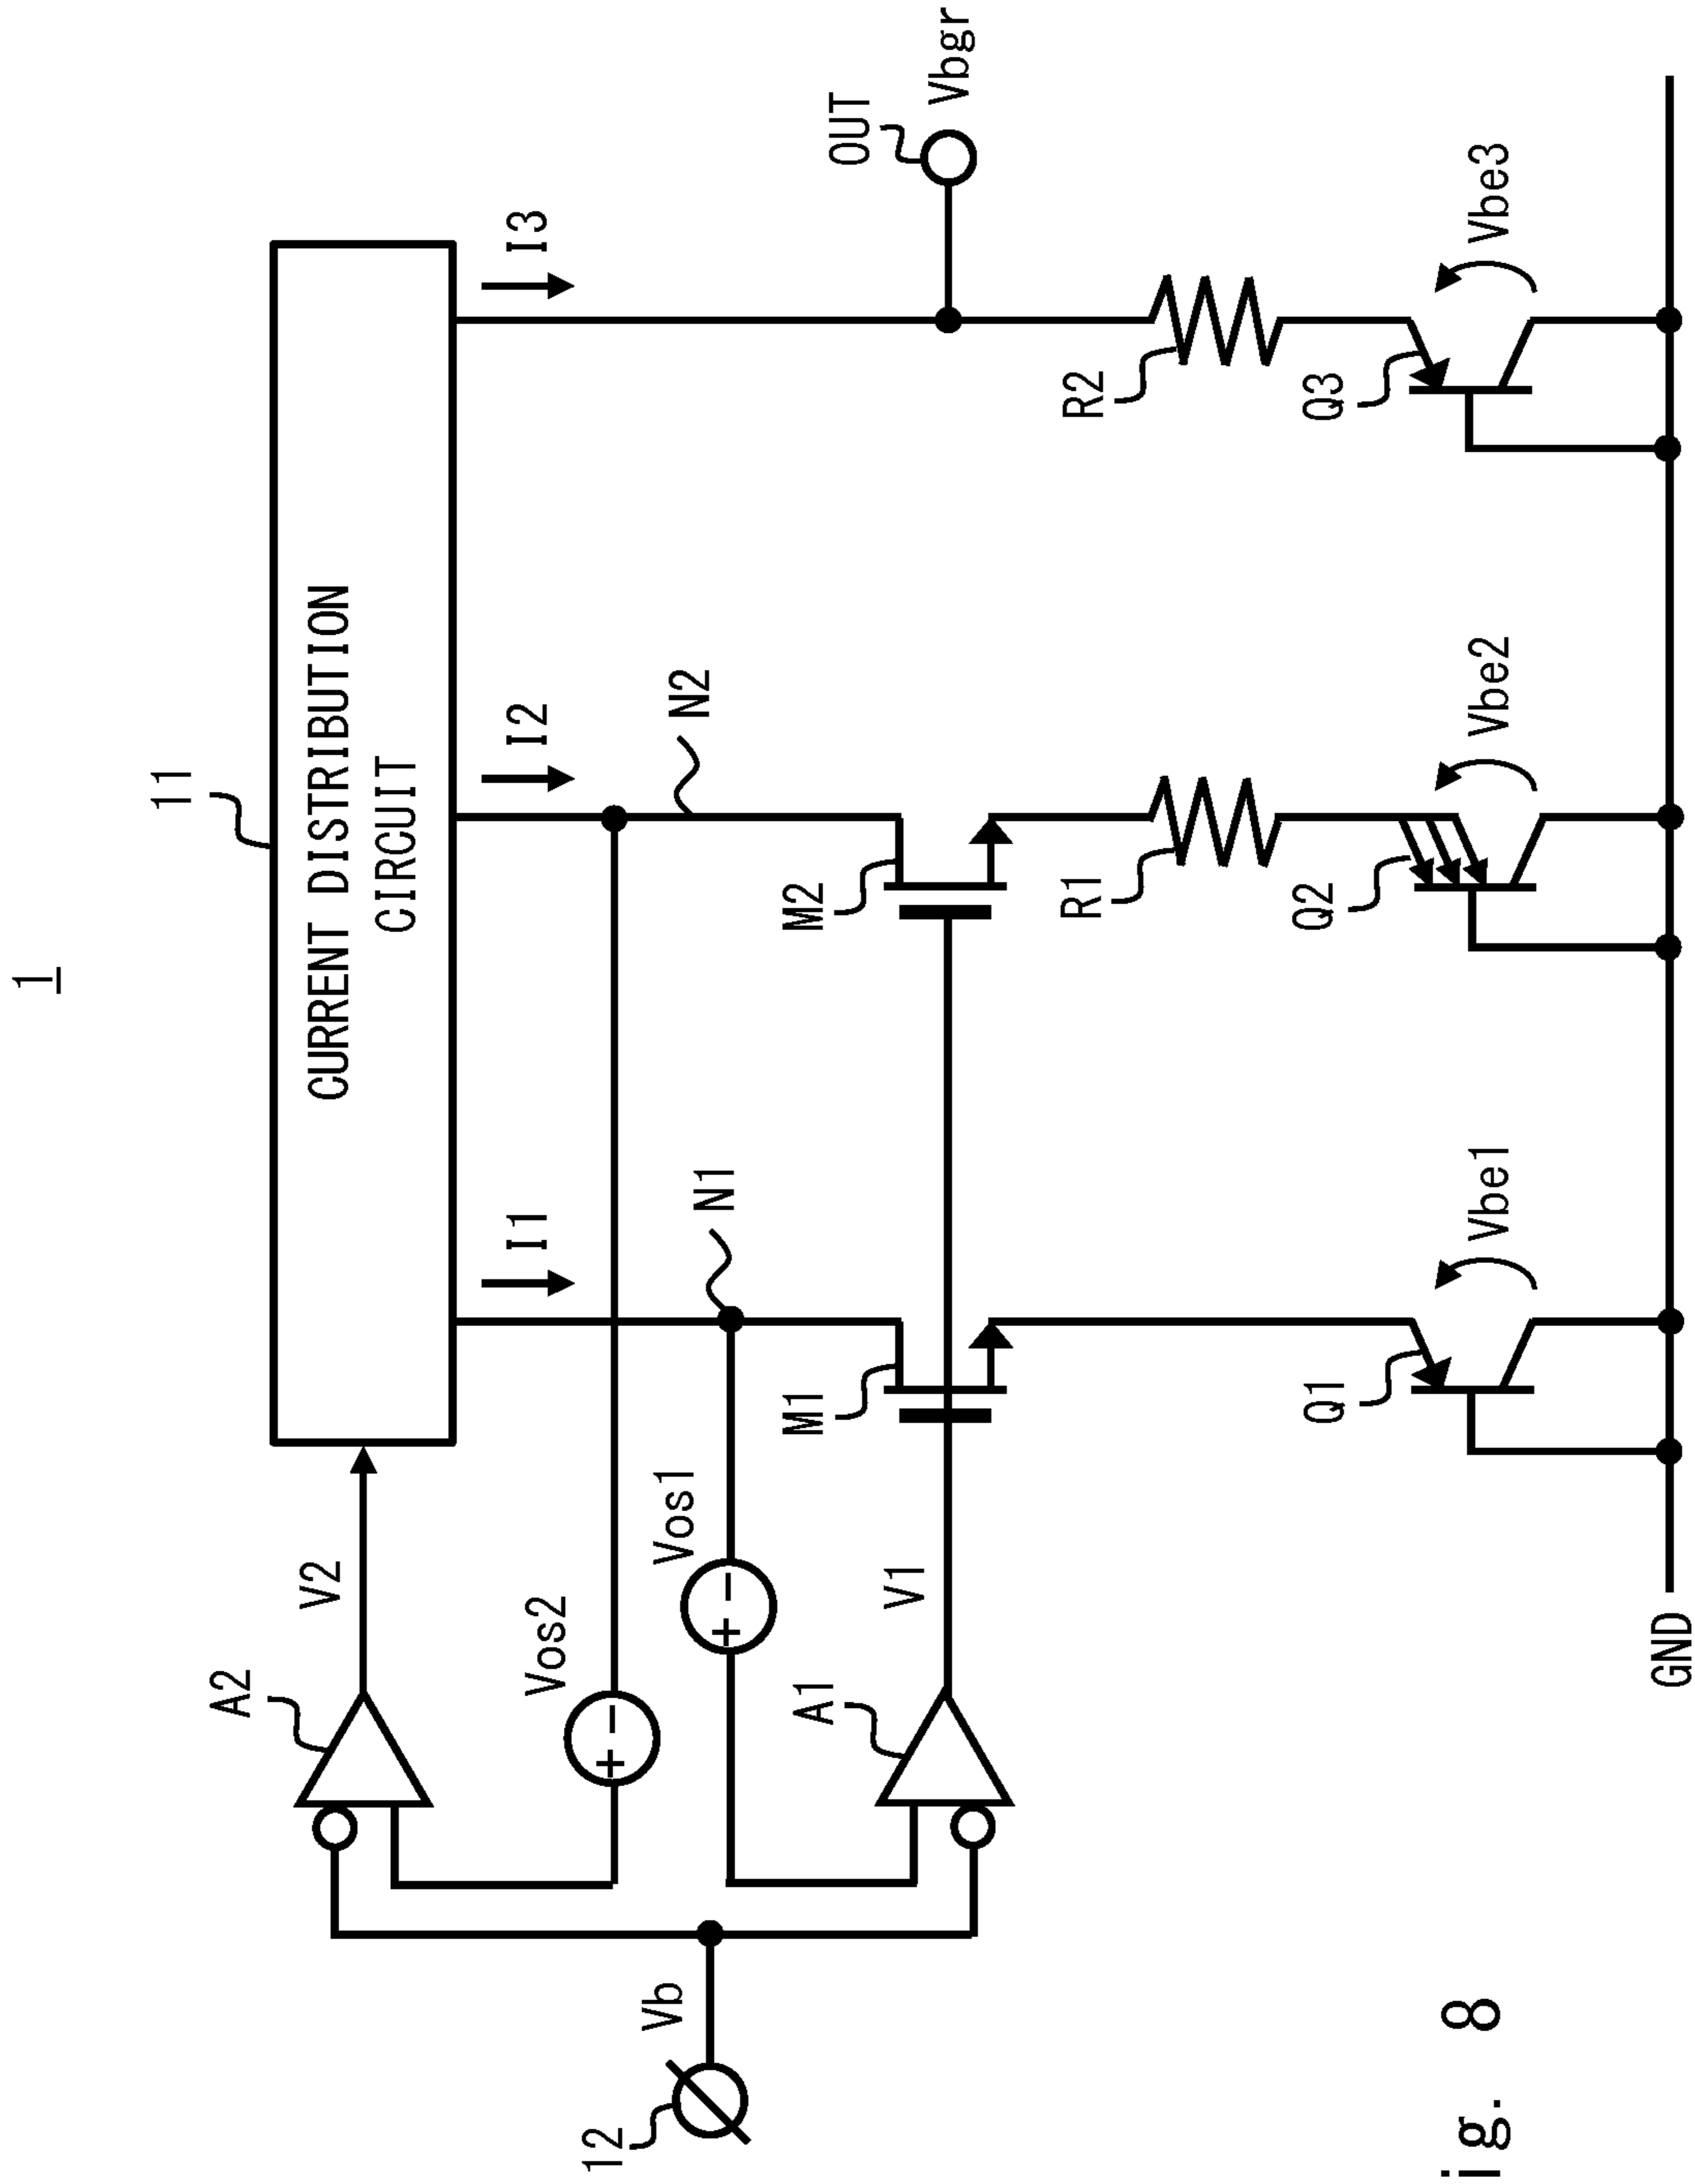 1
11
CURRENT DISTRIBUTION
CIRCUIT
A2
V2
I1
I2
I3
Vos2
Vos1
N1
N2
12
Vb
A1
V1
M1
M2
OUT
Vbgr
R1
R2
Q1
Q2
Q3
Vbe1
Vbe2
Vbe3
GND
ig. 8